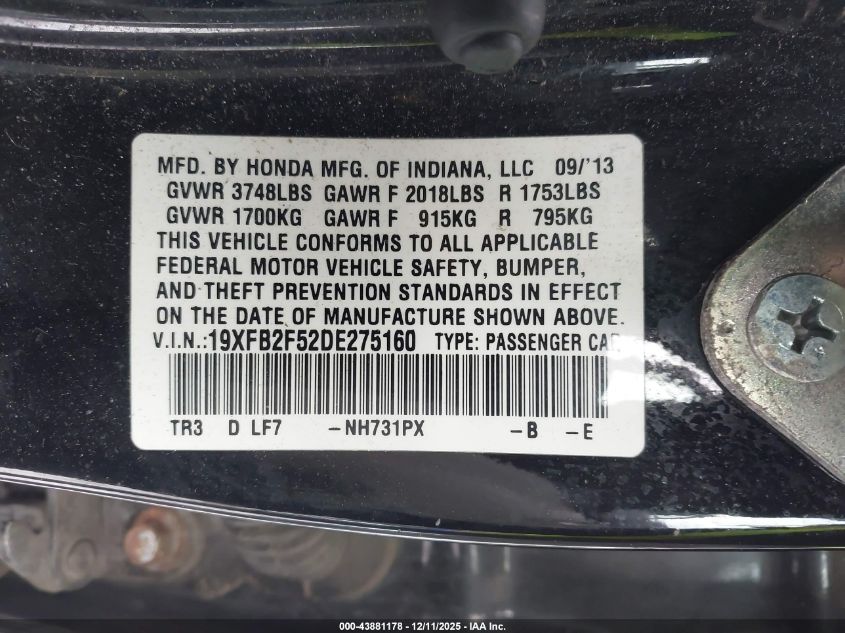 MFD. BY HONDA MFG. OF INDIANA, LLC 09/'13
GVWR 3748LBS GAWR F 2018LBS R 1753LBS
GVWR 1700KG GAWR F 915KG R 795KG
THIS VEHICLE CONFORMS TO ALL APPLICABLE
FEDERAL MOTOR VEHICLE SAFETY, BUMPER,
AND THEFT PREVENTION STANDARDS IN EFFECT
ON THE DATE OF MANUFACTURE SHOWN ABOVE.
V.I.N.:19XFB2F52DE275160 TYPE: PASSENGER CAR
TR3 D LF7 -NH731PX -B -E
000-43881178 - 12/11/2025 - IAA Inc.